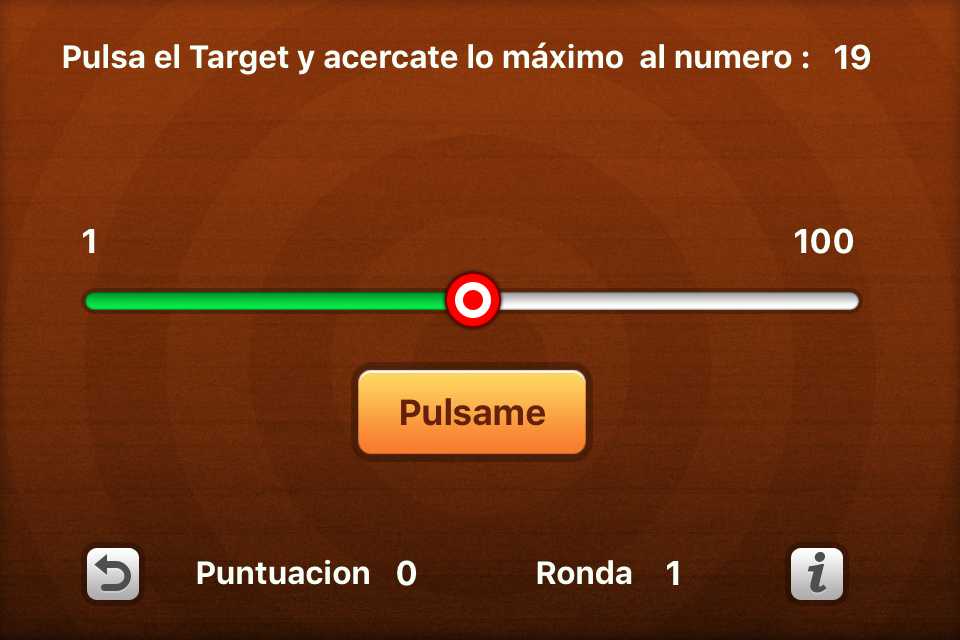 Pulsa el Target y acercate lo máximo al numero : 19
1 100
Pulsame
Puntuacion 0 Ronda 1 i